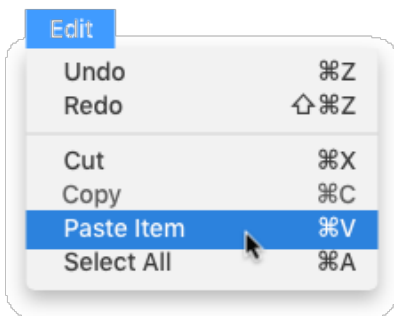 Edit
Undo ⌘Z
Redo ⇧⌘Z
Cut ⌘X
Copy ⌘C
Paste Item ⌘V
Select All ⌘A